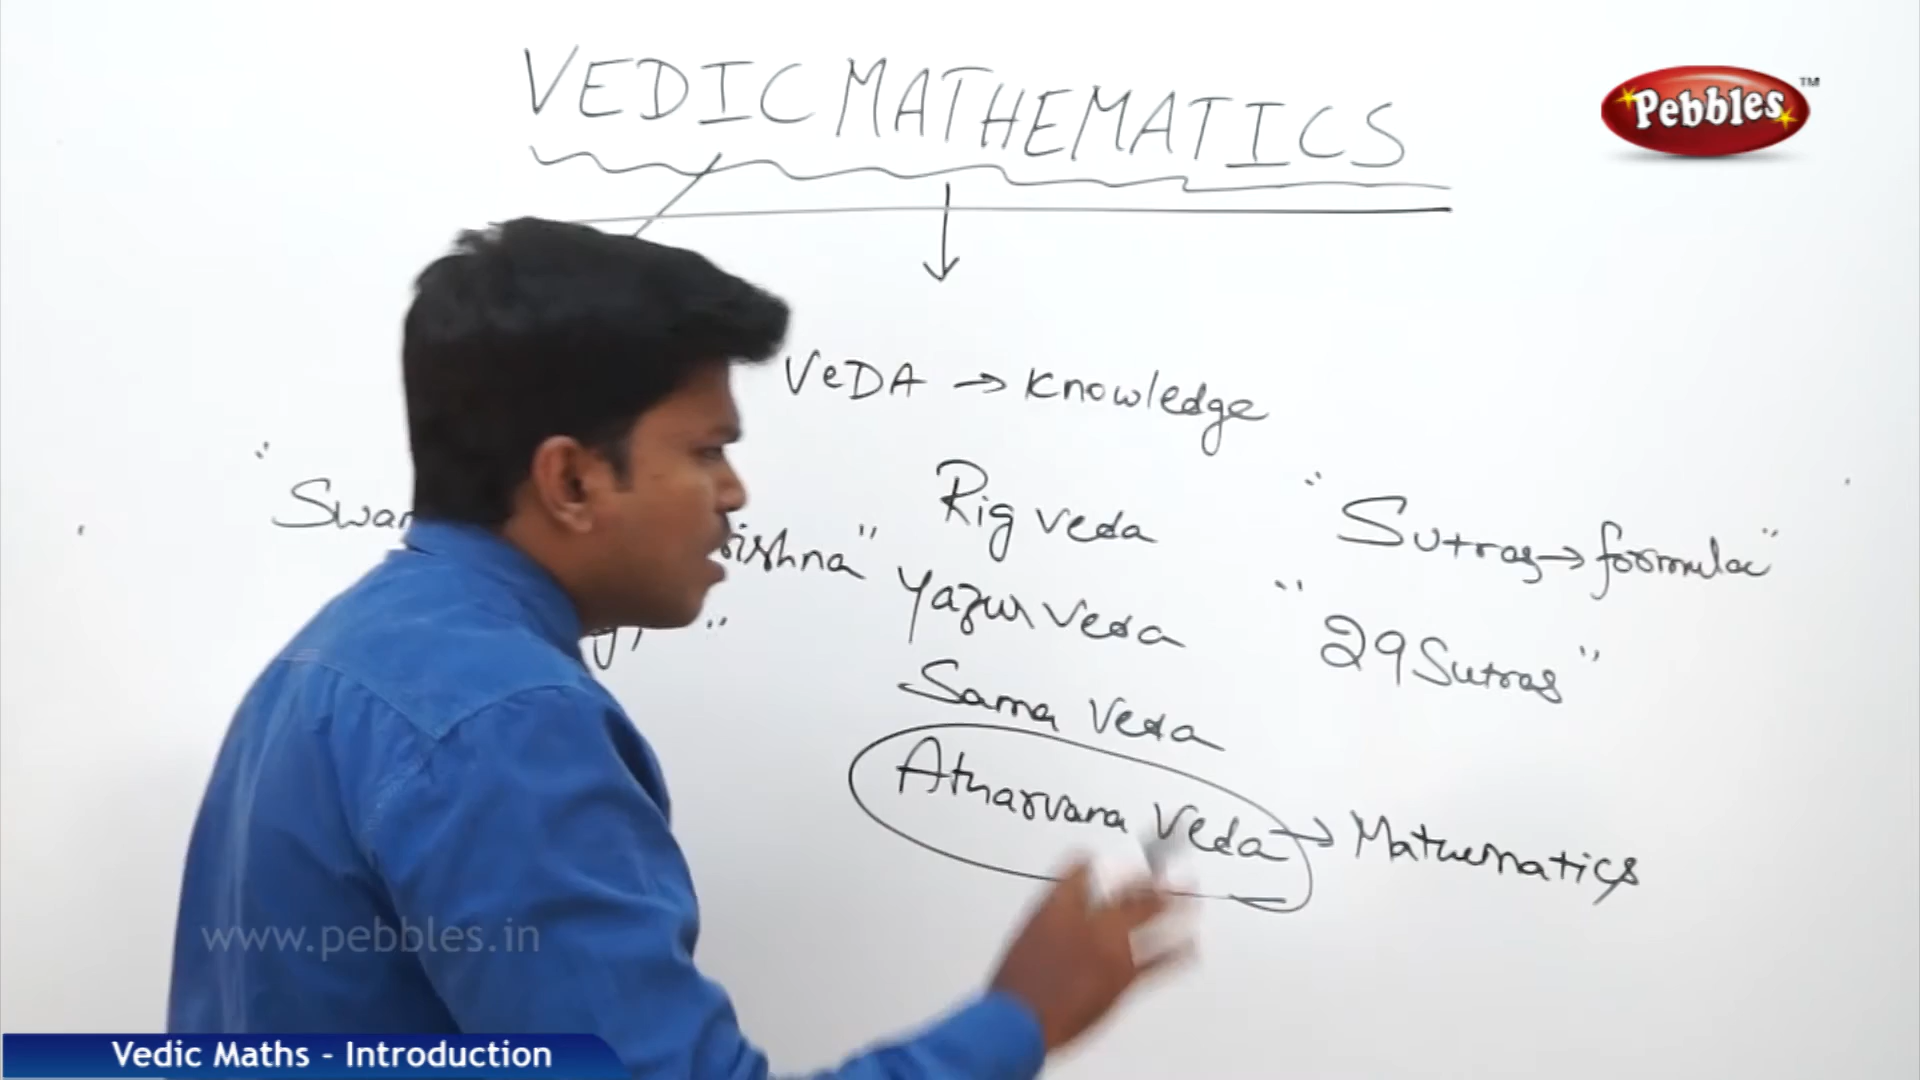 VEDIC MATHEMATICS
Pebbles™
VeDA → Knowledge
Rig veda
"Sutras → formulae"
Yazur Veda
"29 Sutras"
Sama Veda
Atharvana Veda → Mathematics
www.pebbles.in
Vedic Maths - Introduction